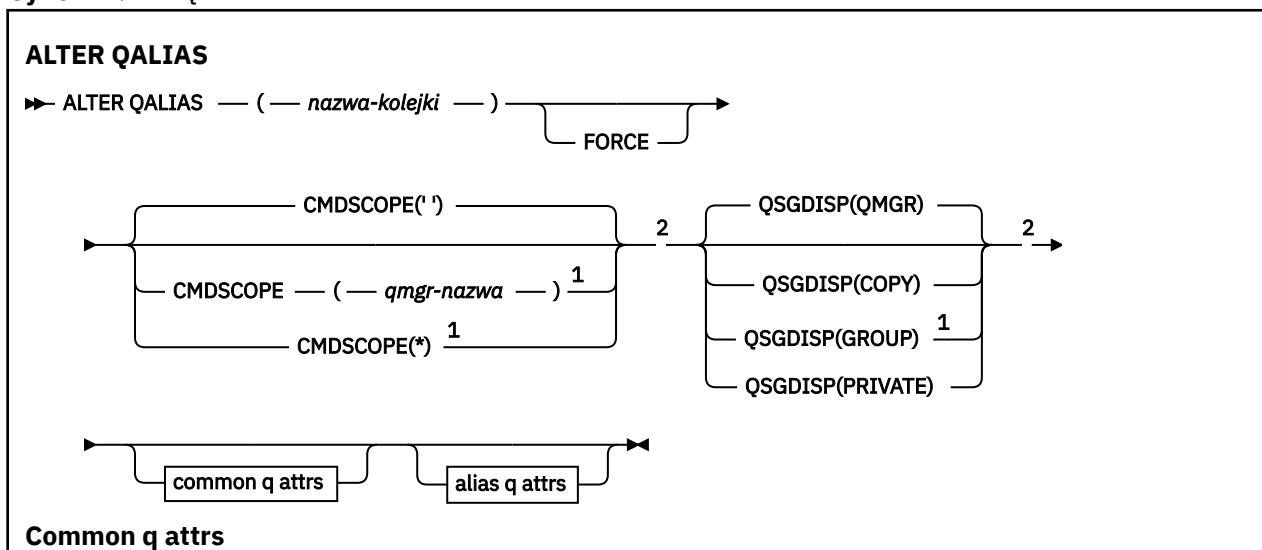 ALTER QALIAS
ALTER QALIAS ( nazwa-kolejki )
FORCE
CMDSCOPE(' ')
2
CMDSCOPE ( qmgr-nazwa ) 1
CMDSCOPE(*) 1
QSGDISP(QMGR)
2
QSGDISP(COPY)
QSGDISP(GROUP) 1
QSGDISP(PRIVATE)
common q attrs
alias q attrs
Common q attrs